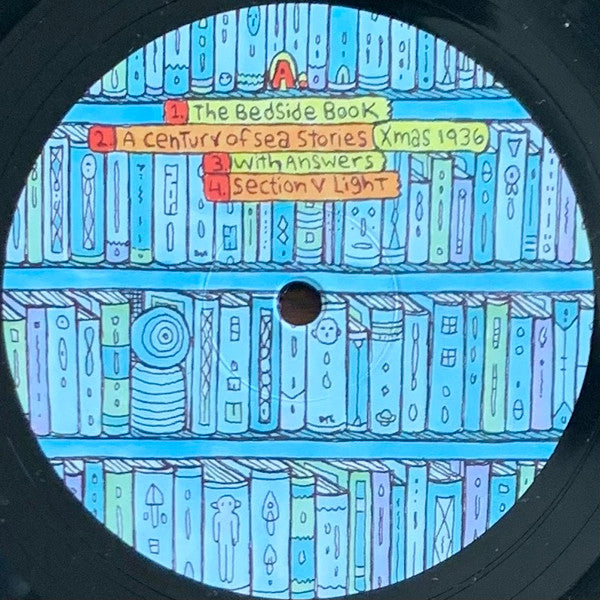 A.
1. The BedSide Book
2. A century of sea Stories Xmas 1936
3. with Answers
4. section V Light